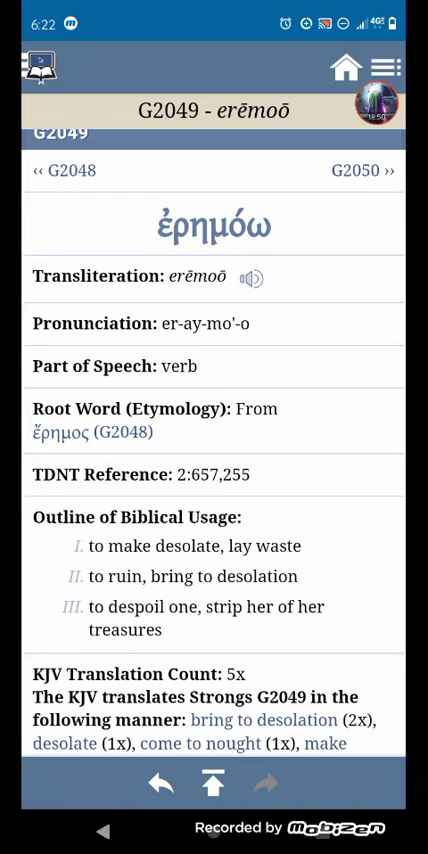 6:22
4GE
G2049 - erēmoō
18:50
G2049
‹‹ G2048
G2050 ››
ἐρημόω
Transliteration: erēmoō
Pronunciation: er-ay-mo'-o
Part of Speech: verb
Root Word (Etymology): From
ἔρημος (G2048)
TDNT Reference: 2:657,255
Outline of Biblical Usage:
I. to make desolate, lay waste
II. to ruin, bring to desolation
III. to despoil one, strip her of her
treasures
KJV Translation Count: 5x
The KJV translates Strongs G2049 in the
following manner: bring to desolation (2x),
desolate (1x), come to nought (1x), make
Recorded by Mobizen